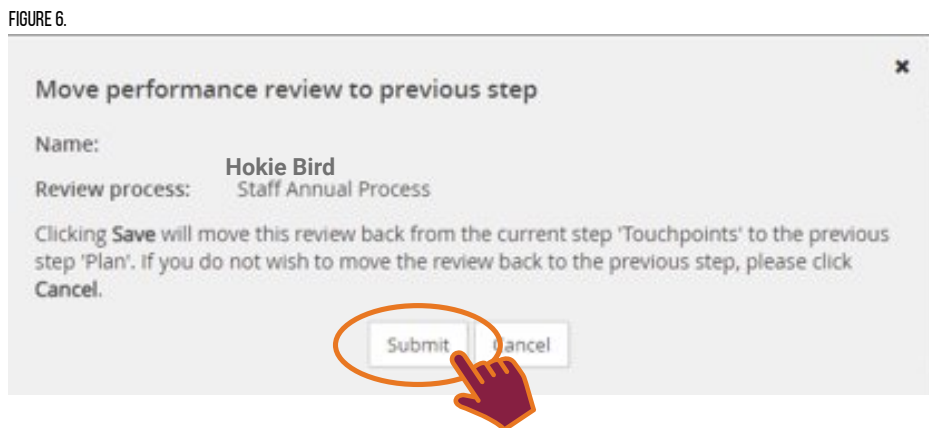 FIGURE 6.
Move performance review to previous step
Name:
Hokie Bird
Review process: Staff Annual Process
Clicking Save will move this review back from the current step 'Touchpoints' to the previous
step 'Plan'. If you do not wish to move the review back to the previous step, please click
Cancel.
Submit Cancel